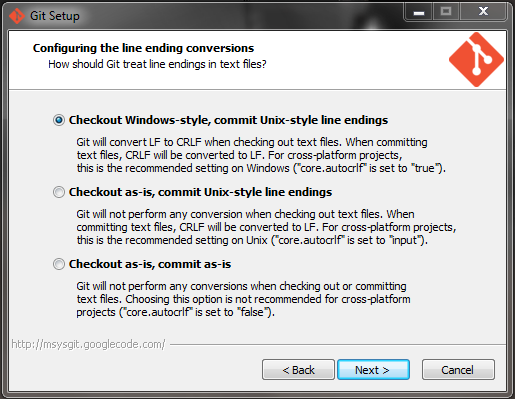 Git Setup
Configuring the line ending conversions
How should Git treat line endings in text files?
Checkout Windows-style, commit Unix-style line endings
Git will convert LF to CRLF when checking out text files. When committing
text files, CRLF will be converted to LF. For cross-platform projects,
this is the recommended setting on Windows ("core.autocrlf" is set to "true").
Checkout as-is, commit Unix-style line endings
Git will not perform any conversion when checking out text files. When
committing text files, CRLF will be converted to LF. For cross-platform projects,
this is the recommended setting on Unix ("core.autocrlf" is set to "input").
Checkout as-is, commit as-is
Git will not perform any conversions when checking out or committing
text files. Choosing this option is not recommended for cross-platform
projects ("core.autocrlf" is set to "false").
http://msysgit.googlecode.com/
< Back
Next >
Cancel